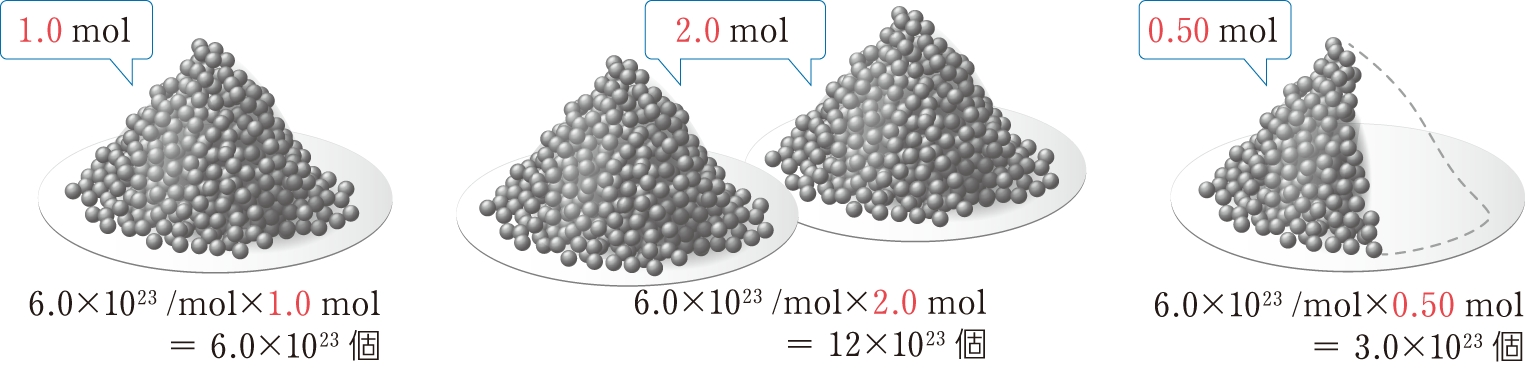 1.0 mol
6.0×10²³ /mol×1.0 mol
= 6.0×10²³ 個
2.0 mol
6.0×10²³ /mol×2.0 mol
= 12×10²³ 個
0.50 mol
6.0×10²³ /mol×0.50 mol
= 3.0×10²³ 個